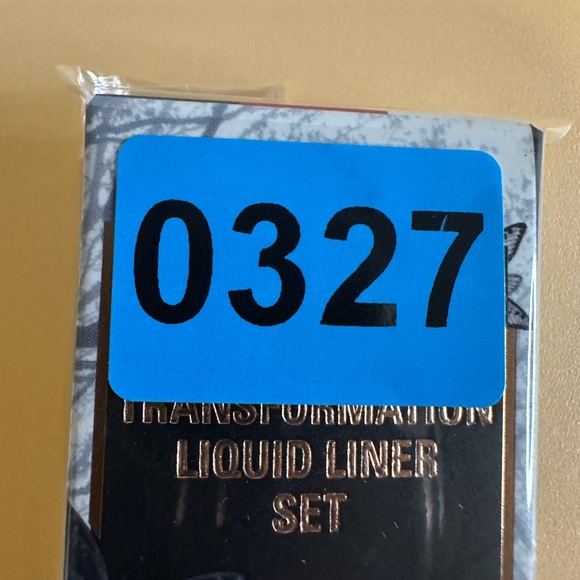 0327
TRANSFORMATION
LIQUID LINER
SET